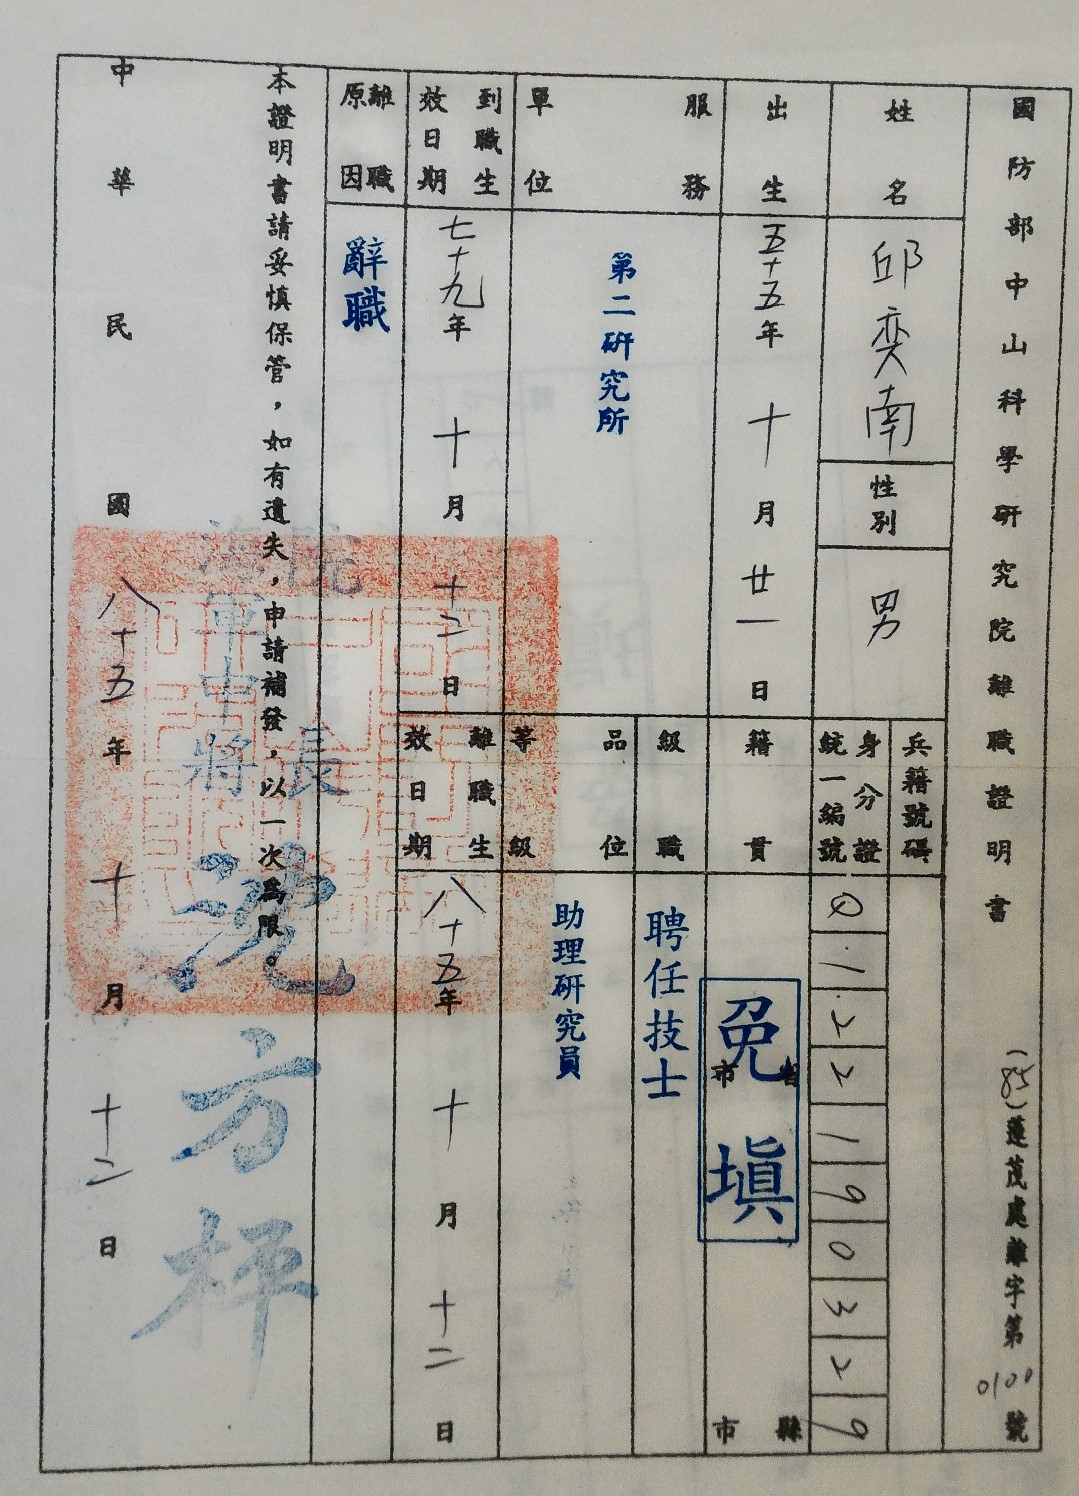 國防部中山科學研究院離職證明書
(85)蓮茂處離字第0100號
姓名
邱奕南
性別
男
兵籍號碼
身分證統一編號
出生
五十五年十月廿一日
籍貫
省市
縣市
免塡
服務單位
第二研究所
級職
聘任技士
品位等級
助理研究員
到職生效日期
七十九年十月十二日
離職生效日期
八十五年十月十二日
離職原因
辭職
本證明書請妥慎保管，如有遺失，申請補發，以一次為限。
院長
海軍中將
沈方枰
中華民國八十五年十月十二日